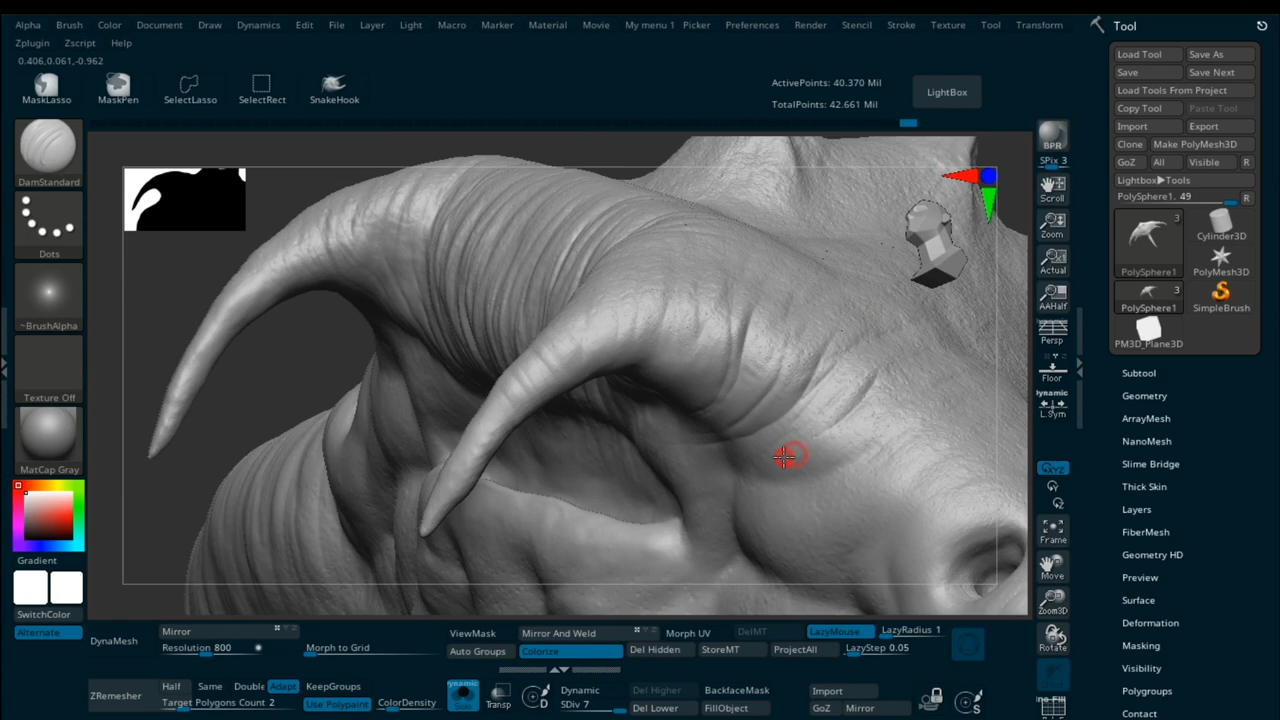 Alpha Brush Color Document Draw Dynamics Edit File Layer Light Macro Marker Material Movie My menu 1 Picker Preferences Render Stencil Stroke Texture Tool Transform
Zplugin Zscript Help
0.406,0.061,-0.962
MaskLasso MaskPen SelectLasso SelectRect SnakeHook
ActivePoints: 40.370 Mil
TotalPoints: 42.661 Mil
LightBox
DamStandard
Dots
~BrushAlpha
Texture Off
MatCap Gray
Gradient
SwitchColor
Alternate
BPR
SPix 3
Scroll
Zoom
Actual
AAHalf
Persp
Floor
Dynamic
L.Sym
XYZ
Y
Z
Frame
Move
Zoom3D
Rotate
Tool
Load Tool Save As
Save Save Next
Load Tools From Project
Copy Tool Paste Tool
Import Export
Clone Make PolyMesh3D
GoZ All Visible R
Lightbox▶Tools
PolySphere1. 49 R
3
PolySphere1 Cylinder3D
PolyMesh3D
3
PolySphere1 SimpleBrush
PM3D_Plane3D
Subtool
Geometry
ArrayMesh
NanoMesh
Slime Bridge
Thick Skin
Layers
FiberMesh
Geometry HD
Preview
Surface
Deformation
Masking
Visibility
Polygroups
Contact
DynaMesh
Mirror
Resolution 800
Morph to Grid
ViewMask Mirror And Weld Morph UV DelMT LazyMouse LazyRadius 1
Auto Groups Colorize Del Hidden StoreMT ProjectAll LazyStep 0.05
ZRemesher
Half Same Double Adapt KeepGroups
Target Polygons Count 2 Use Polypaint ColorDensity
Solo
Transp
D
Dynamic
SDiv 7
Del Higher BackfaceMask
Del Lower FillObject
Import
GoZ Mirror
S